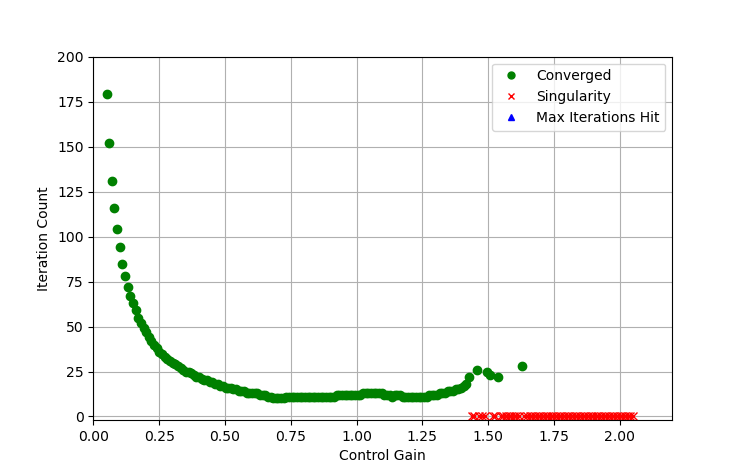 200
175
150
125
100
75
50
25
0
Iteration Count
Converged
Singularity
Max Iterations Hit
0.00 0.25 0.50 0.75 1.00 1.25 1.50 1.75 2.00
Control Gain